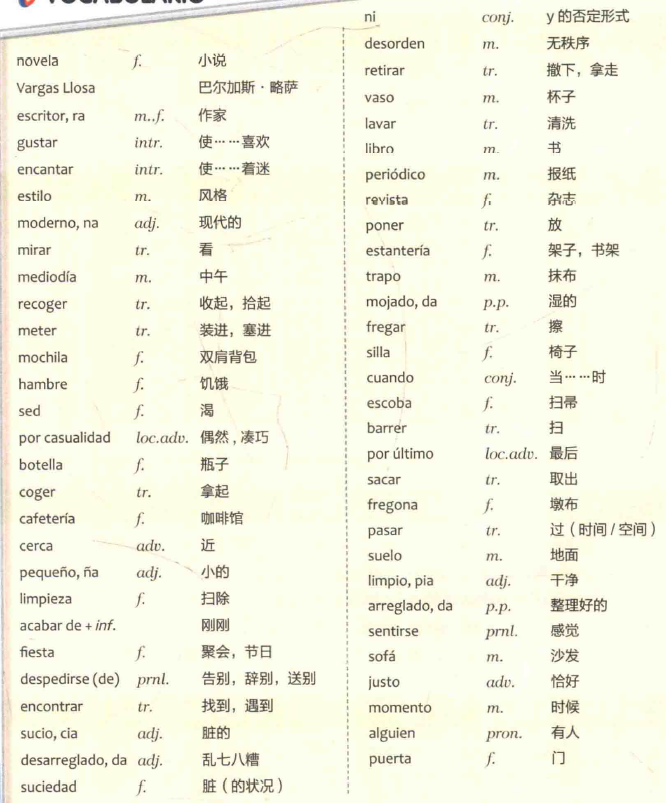 VOCABULARIO
novela f. 小说
Vargas Llosa 巴尔加斯·略萨
escritor, ra m.,f. 作家
gustar intr. 使……喜欢
encantar intr. 使……着迷
estilo m. 风格
moderno, na adj. 现代的
mirar tr. 看
mediodía m. 中午
recoger tr. 收起，拾起
meter tr. 装进，塞进
mochila f. 双肩背包
hambre f. 饥饿
sed f. 渴
por casualidad loc.adv. 偶然，凑巧
botella f. 瓶子
coger tr. 拿起
cafetería f. 咖啡馆
cerca adv. 近
pequeño, ña adj. 小的
limpieza f. 扫除
acabar de + inf. 刚刚
fiesta f. 聚会，节日
despedirse (de) prnl. 告别，辞别，送别
encontrar tr. 找到，遇到
sucio, cia adj. 脏的
desarreglado, da adj. 乱七八糟
suciedad f. 脏（的状况）
ni conj. y 的否定形式
desorden m. 无秩序
retirar tr. 撤下，拿走
vaso m. 杯子
lavar tr. 清洗
libro m. 书
periódico m. 报纸
revista f. 杂志
poner tr. 放
estantería f. 架子，书架
trapo m. 抹布
mojado, da p.p. 湿的
fregar tr. 擦
silla f. 椅子
cuando conj. 当……时
escoba f. 扫帚
barrer tr. 扫
por último loc.adv. 最后
sacar tr. 取出
fregona f. 墩布
pasar tr. 过（时间/空间）
suelo m. 地面
limpio, pia adj. 干净
arreglado, da p.p. 整理好的
sentirse prnl. 感觉
sofá m. 沙发
justo adv. 恰好
momento m. 时候
alguien pron. 有人
puerta f. 门